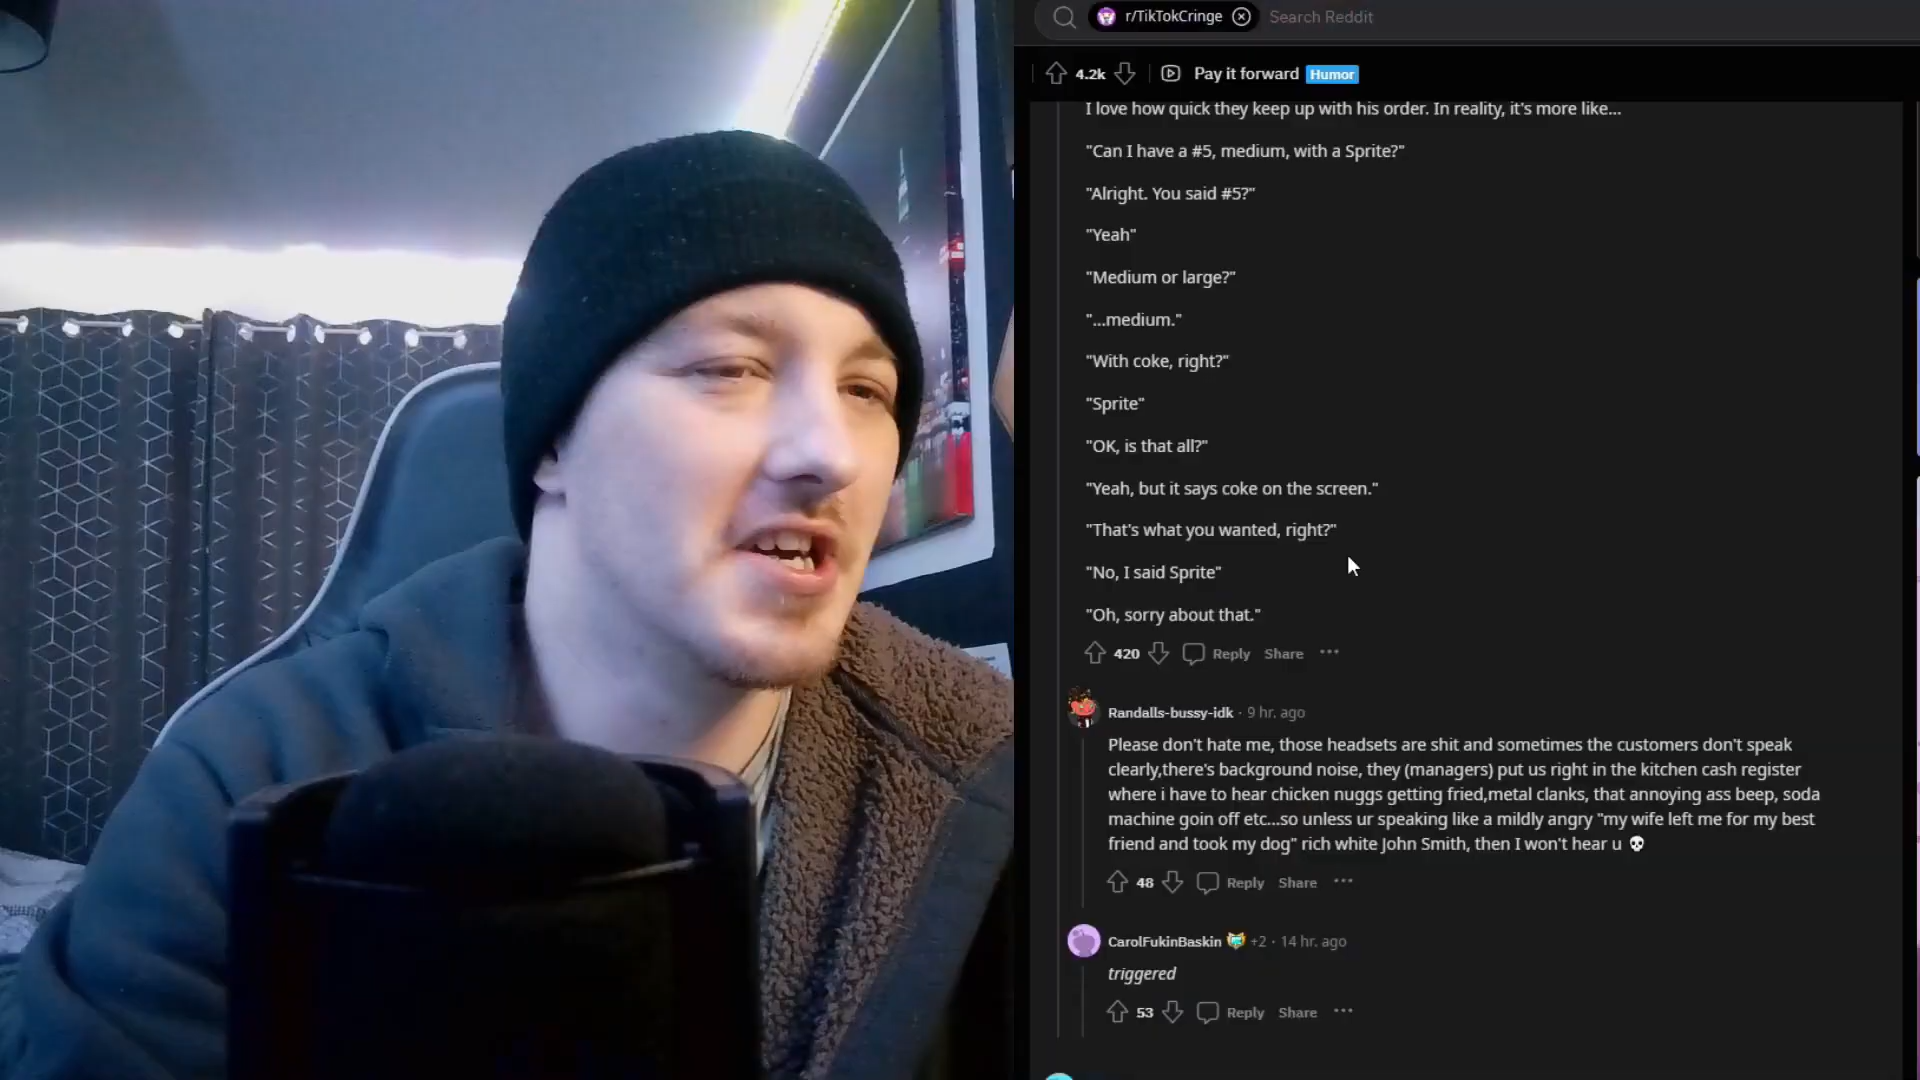 r/TikTokCringe Search Reddit
4.2k Pay it forward Humor
I love how quick they keep up with his order. In reality, it's more like...
"Can I have a #5, medium, with a Sprite?"
"Alright. You said #5?"
"Yeah"
"Medium or large?"
"...medium."
"With coke, right?"
"Sprite"
"OK, is that all?"
"Yeah, but it says coke on the screen."
"That's what you wanted, right?"
"No, I said Sprite"
"Oh, sorry about that."
420 Reply Share ···
Randalls-bussy-idk · 9 hr. ago
Please don't hate me, those headsets are shit and sometimes the customers don't speak
clearly,there's background noise, they (managers) put us right in the kitchen cash register
where i have to hear chicken nuggs getting fried,metal clanks, that annoying ass beep, soda
machine goin off etc...so unless ur speaking like a mildly angry "my wife left me for my best
friend and took my dog" rich white John Smith, then I won't hear u 💀
48 Reply Share ···
CarolFukinBaskin +2 · 14 hr. ago
triggered
53 Reply Share ···